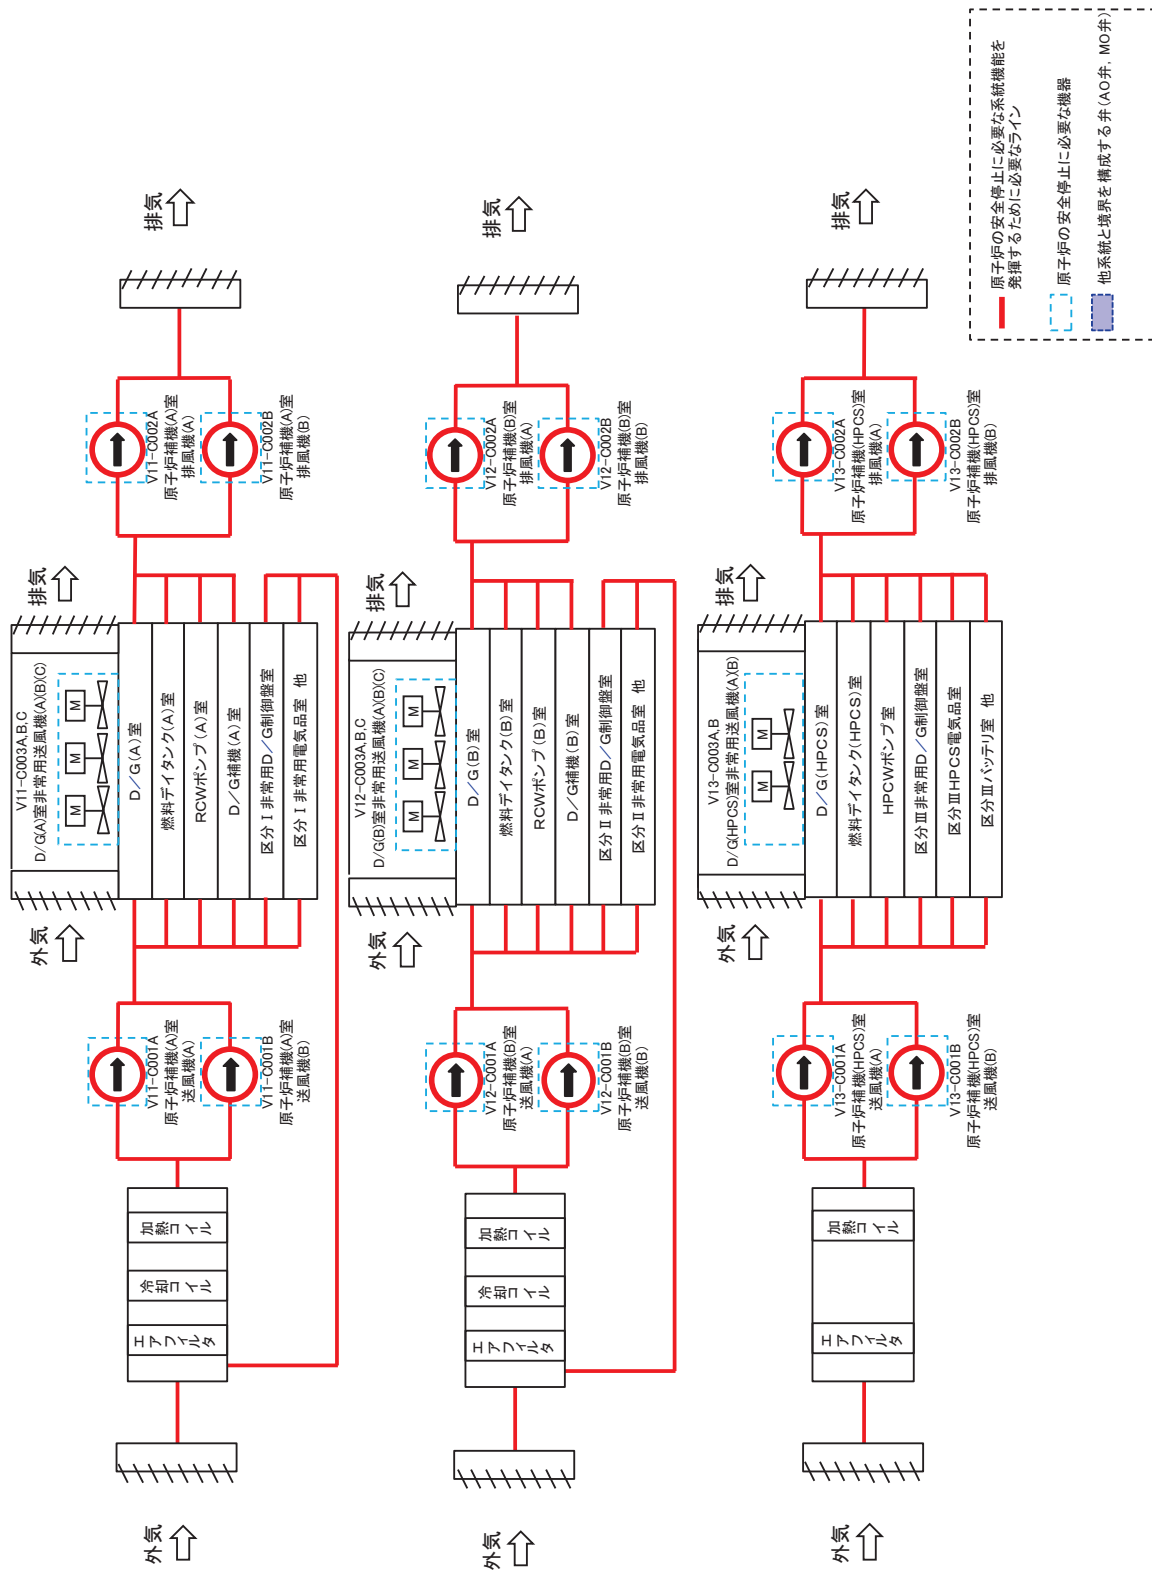 外気
エアフィルタ
冷却コイル
加熱コイル
V11-C001A
原子炉補機(A)室
送風機(A)
V11-C001B
原子炉補機(A)室
送風機(B)
外気
V11-C003A,B,C
D/G(A)室非常用送風機(A)(B)(C)
M
M
M
D/G(A)室
燃料デイタンク(A)室
RCWポンプ(A)室
D/G補機(A)室
区分Ⅰ非常用D/G制御盤室
区分Ⅰ非常用電気品室 他
排気
V11-C002A
原子炉補機(A)室
排風機(A)
V11-C002B
原子炉補機(A)室
排風機(B)
排気
外気
エアフィルタ
冷却コイル
加熱コイル
V12-C001A
原子炉補機(B)室
送風機(A)
V12-C001B
原子炉補機(B)室
送風機(B)
外気
V12-C003A,B,C
D/G(B)室非常用送風機(A)(B)(C)
M
M
M
D/G(B)室
燃料デイタンク(B)室
RCWポンプ(B)室
D/G補機(B)室
区分Ⅱ非常用D/G制御盤室
区分Ⅱ非常用電気品室 他
排気
V12-C002A
原子炉補機(B)室
排風機(A)
V12-C002B
原子炉補機(B)室
排風機(B)
排気
外気
エアフィルタ
加熱コイル
V13-C001A
原子炉補機(HPCS)室
送風機(A)
V13-C001B
原子炉補機(HPCS)室
送風機(B)
外気
V13-C003A,B
D/G(HPCS)室非常用送風機(A)(B)
M
M
D/G(HPCS)室
燃料デイタンク(HPCS)室
HPCWポンプ室
区分Ⅲ非常用D/G制御盤室
区分ⅢHPCS電気品室
区分Ⅲバッテリ室 他
排気
V13-C002A
原子炉補機(HPCS)室
排風機(A)
V13-C002B
原子炉補機(HPCS)室
排風機(B)
排気
原子炉の安全停止に必要な系統機能を
発揮するために必要なライン
原子炉の安全停止に必要な機器
他系統と境界を構成する弁(AO弁, MO弁)